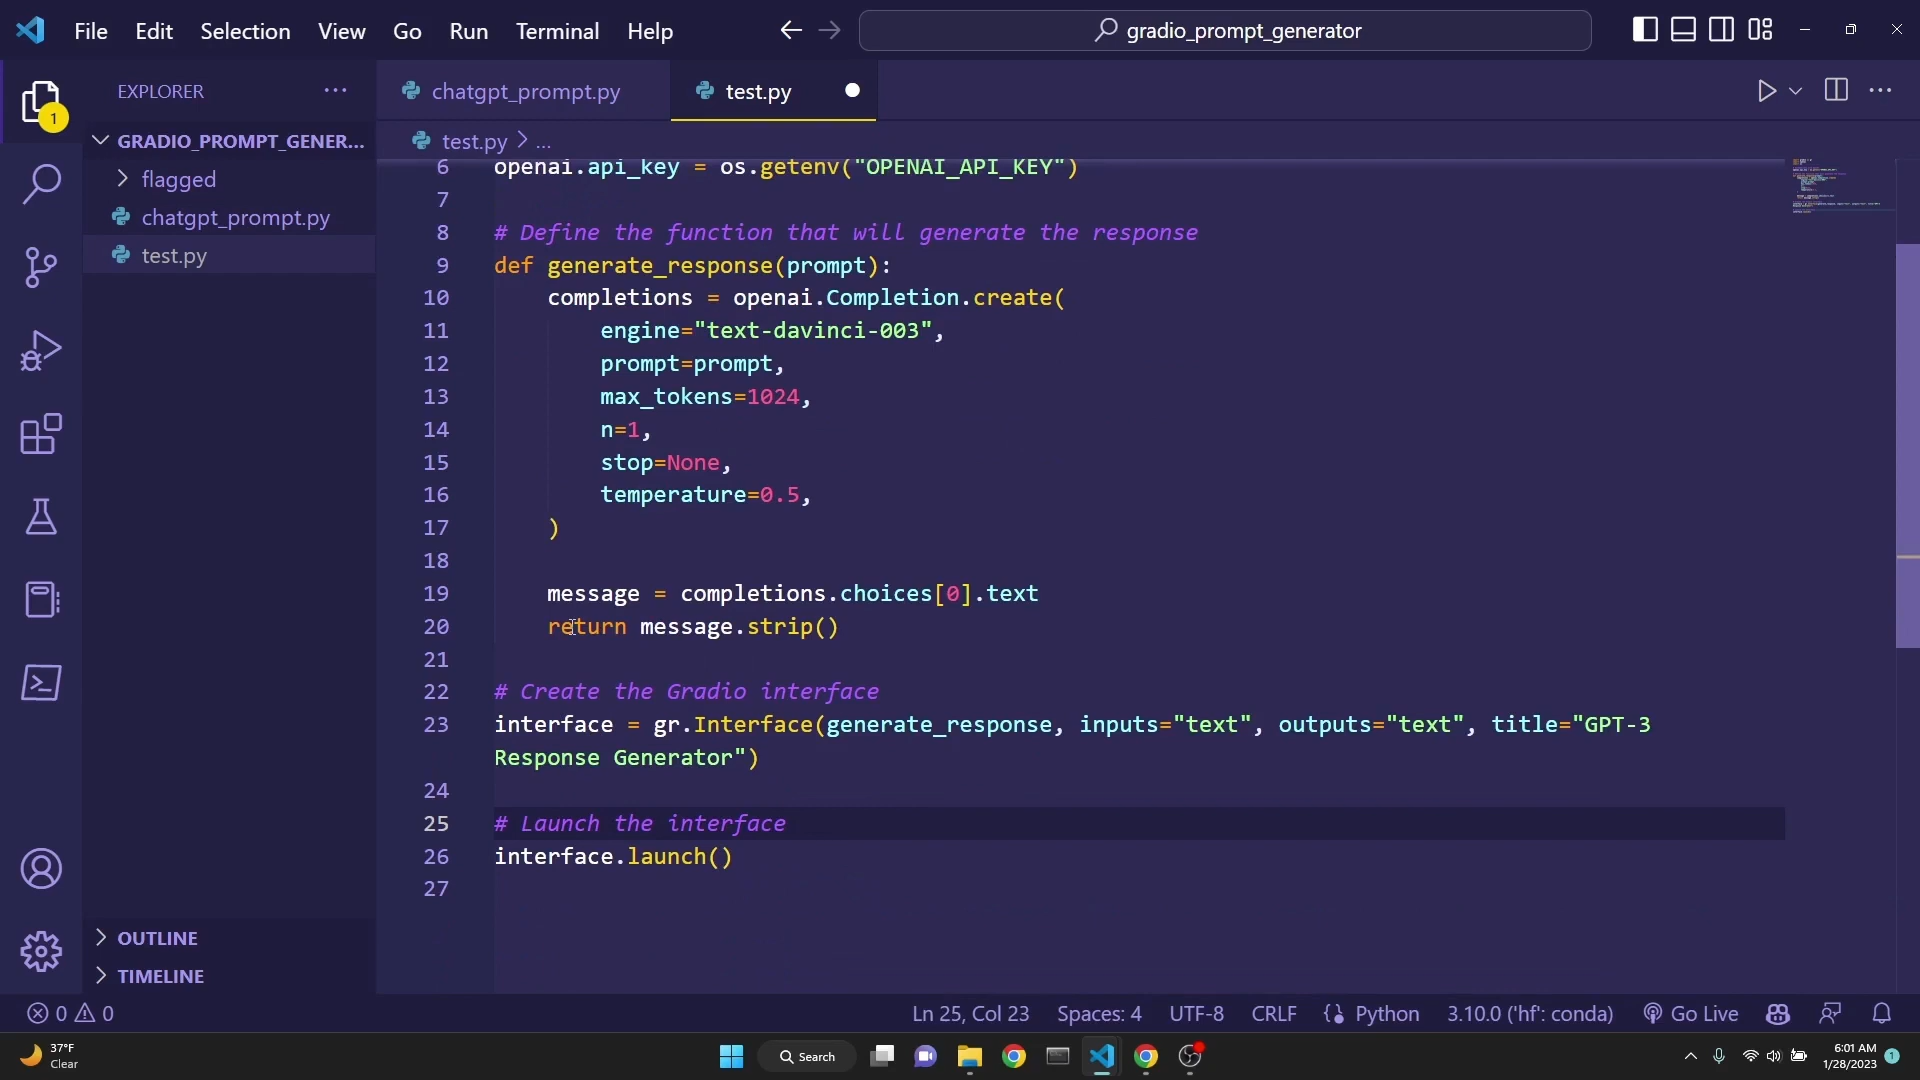 File Edit Selection View Go Run Terminal Help
gradio_prompt_generator
1
EXPLORER
GRADIO_PROMPT_GENER...
flagged
chatgpt_prompt.py
test.py
OUTLINE
TIMELINE
chatgpt_prompt.py
test.py
test.py > ...
6 openai.api_key = os.getenv("OPENAI_API_KEY")
7
8 # Define the function that will generate the response
9 def generate_response(prompt):
10     completions = openai.Completion.create(
11         engine="text-davinci-003",
12         prompt=prompt,
13         max_tokens=1024,
14         n=1,
15         stop=None,
16         temperature=0.5,
17     )
18
19     message = completions.choices[0].text
20     return message.strip()
21
22 # Create the Gradio interface
23 interface = gr.Interface(generate_response, inputs="text", outputs="text", title="GPT-3
Response Generator")
24
25 # Launch the interface
26 interface.launch()
27
0 0 Ln 25, Col 23 Spaces: 4 UTF-8 CRLF Python 3.10.0 ('hf': conda) Go Live
37°F
Clear
Search
6:01 AM
1/28/2023
1